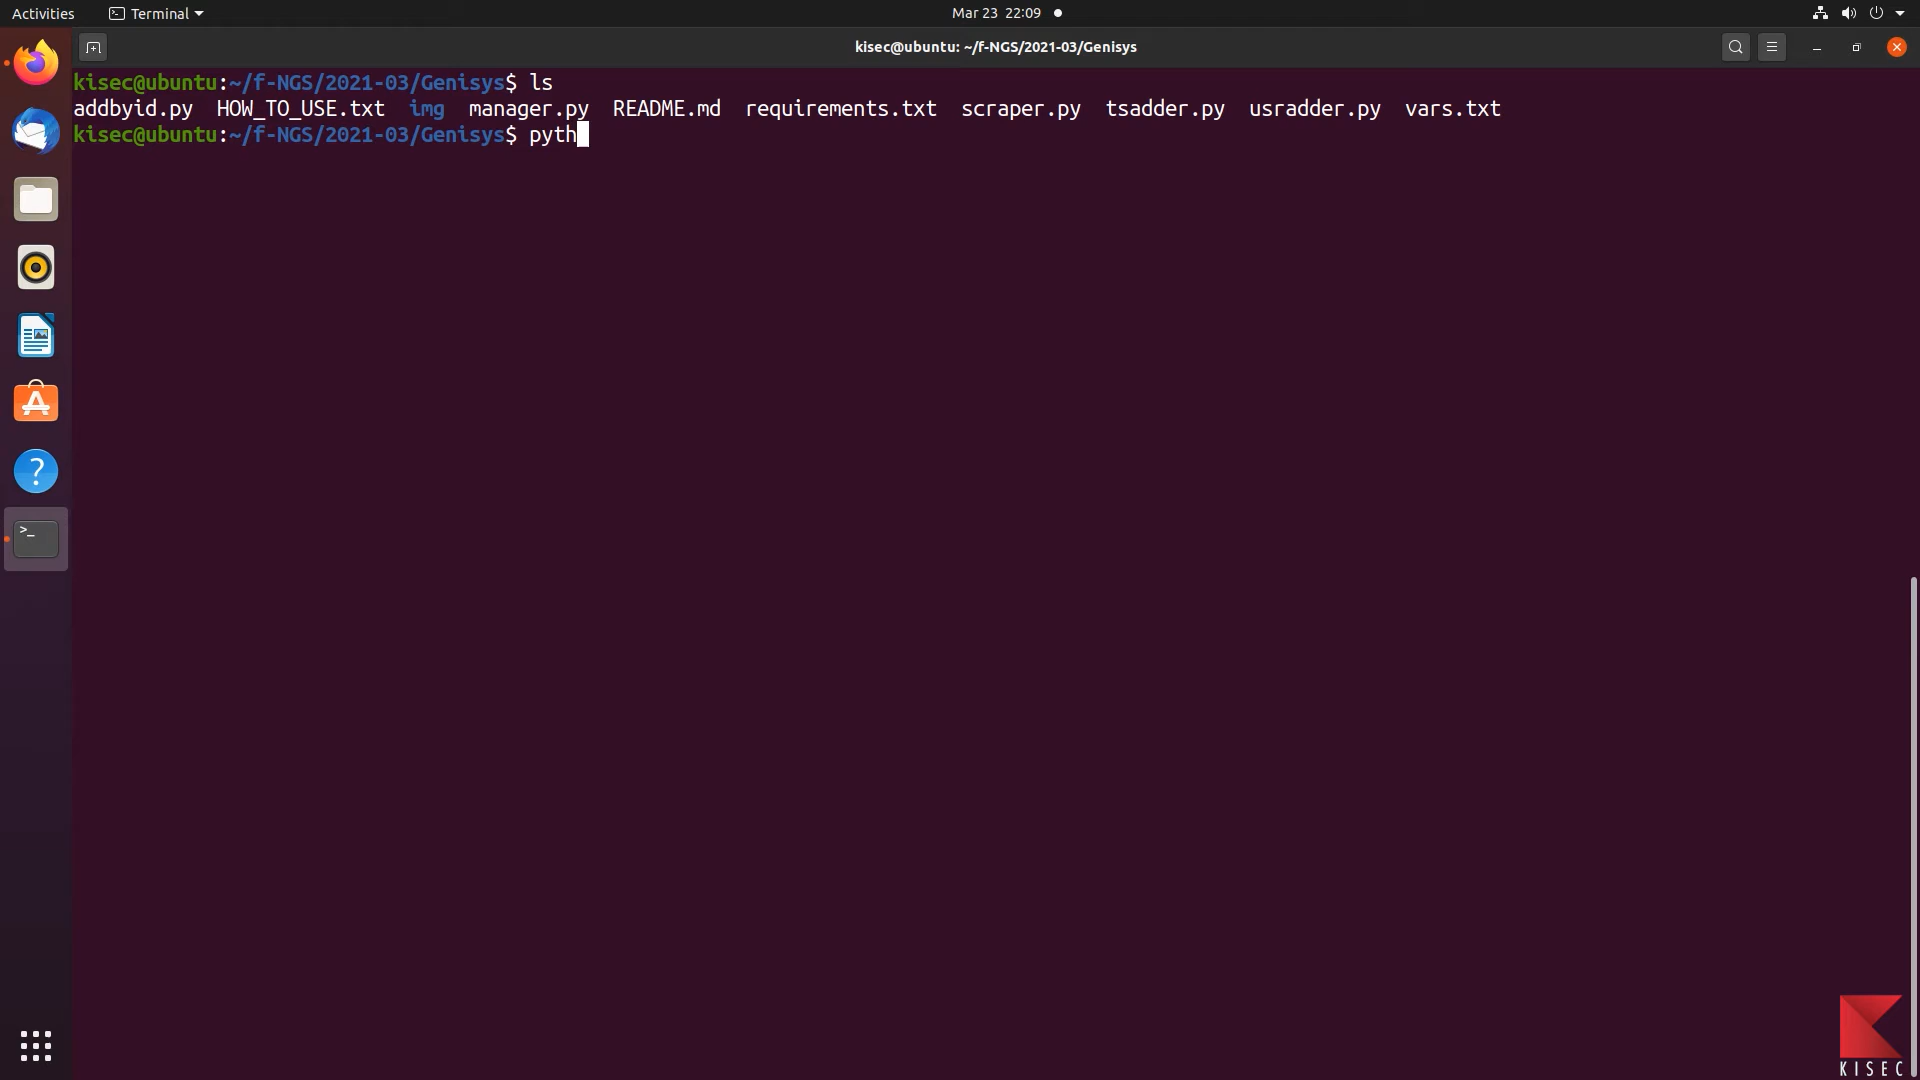 Activities Terminal Mar 23 22:09
kisec@ubuntu: ~/f-NGS/2021-03/Genisys
kisec@ubuntu:~/f-NGS/2021-03/Genisys$ ls
addbyid.py HOW_TO_USE.txt img manager.py README.md requirements.txt scraper.py tsadder.py usradder.py vars.txt
kisec@ubuntu:~/f-NGS/2021-03/Genisys$ pyth
KISEC